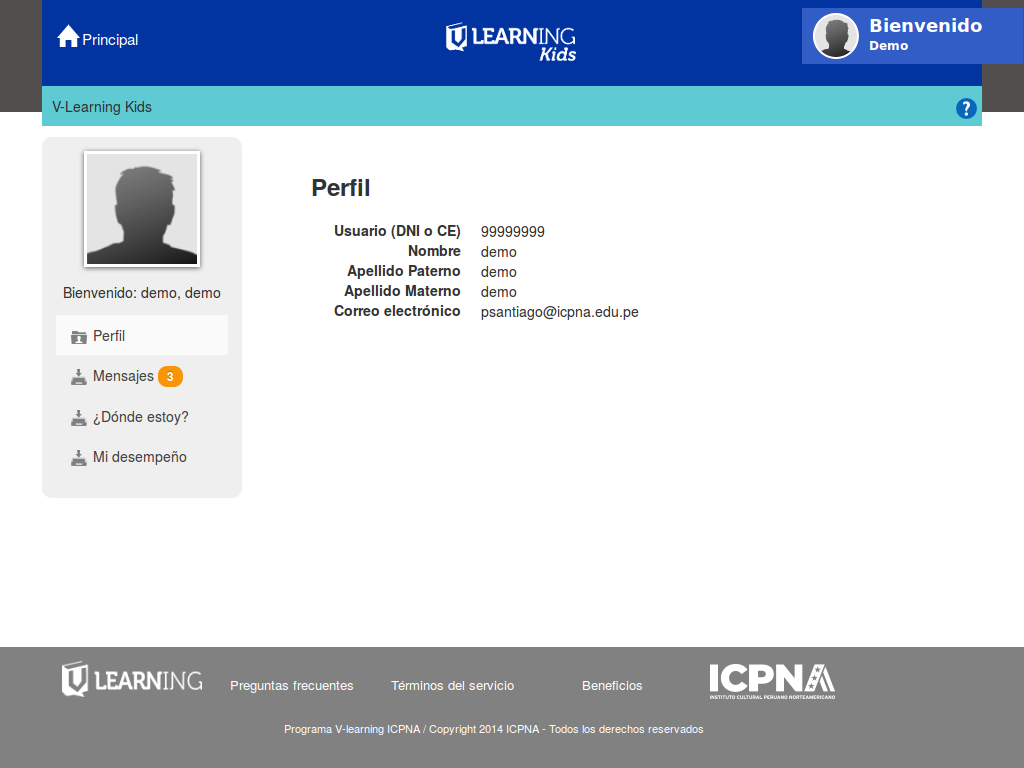 Principal
V LEARNING
Kids
Bienvenido
Demo
V-Learning Kids
?
Perfil
Usuario (DNI o CE) 99999999
Nombre demo
Apellido Paterno demo
Apellido Materno demo
Correo electrónico psantiago@icpna.edu.pe
Bienvenido: demo, demo
Perfil
Mensajes 3
¿Dónde estoy?
Mi desempeño
V LEARNING
Preguntas frecuentes
Términos del servicio
Beneficios
ICPNA
INSTITUTO CULTURAL PERUANO NORTEAMERICANO
Programa V-learning ICPNA / Copyright 2014 ICPNA - Todos los derechos reservados